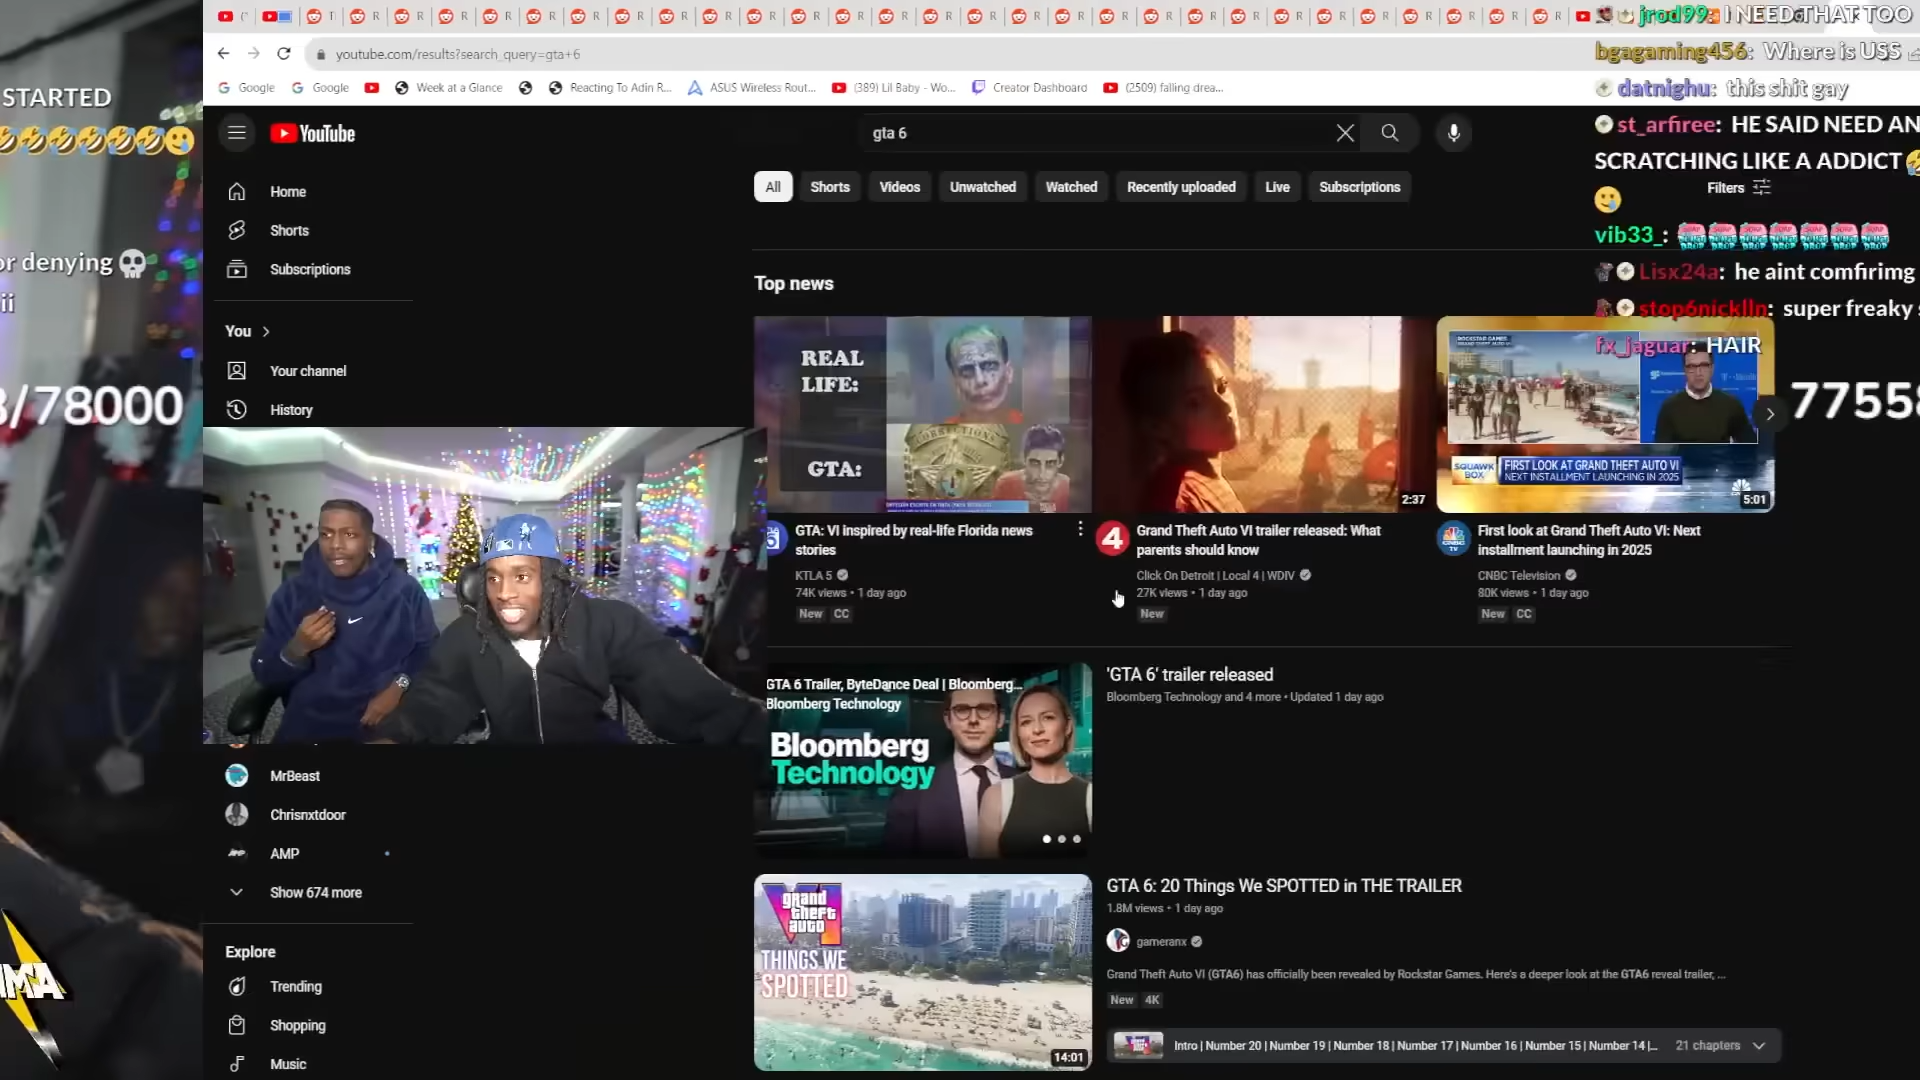 STARTED
or denying
ii
3/78000
youtube.com/results?search_query=gta+6
Google
Google
Week at a Glance
Reacting To Adin R...
ASUS Wireless Rout...
(389) Lil Baby - Wo...
Creator Dashboard
(2509) falling drea...
jrod99: I NEED THAT TOO
bgagaming456: Where is USS
datnighu: this shit gay
st_arfiree: HE SAID NEED AN
SCRATCHING LIKE A ADDICT
vib33_:
Lisx24a: he aint comfirimg
stop6nicklln: super freaky s
fx_jaguar: HAIR
7755
YouTube
gta 6
All
Shorts
Videos
Unwatched
Watched
Recently uploaded
Live
Subscriptions
Filters
Home
Shorts
Subscriptions
You
Your channel
History
MrBeast
Chrisnxtdoor
AMP
Show 674 more
Explore
Trending
Shopping
Music
Top news
REAL
LIFE:
GTA:
CORRECTIONS
GTA: VI inspired by real-life Florida news
stories
KTLA 5
74K views • 1 day ago
New CC
2:37
4
Grand Theft Auto VI trailer released: What
parents should know
Click On Detroit | Local 4 | WDIV
27K views • 1 day ago
New
SQUAWK
BOX
FIRST LOOK AT GRAND THEFT AUTO VI
NEXT INSTALLMENT LAUNCHING IN 2025
5:01
First look at Grand Theft Auto VI: Next
installment launching in 2025
CNBC Television
80K views • 1 day ago
New CC
GTA 6 Trailer, ByteDance Deal | Bloomberg...
Bloomberg Technology
Bloomberg
Technology
'GTA 6' trailer released
Bloomberg Technology and 4 more • Updated 1 day ago
grand
theft
auto
VI
THINGS WE
SPOTTED
14:01
GTA 6: 20 Things We SPOTTED in THE TRAILER
1.8M views • 1 day ago
gameranx
Grand Theft Auto VI (GTA6) has officially been revealed by Rockstar Games. Here's a deeper look at the GTA6 reveal trailer, ...
New 4K
Intro | Number 20 | Number 19 | Number 18 | Number 17 | Number 16 | Number 15 | Number 14 |...
21 chapters